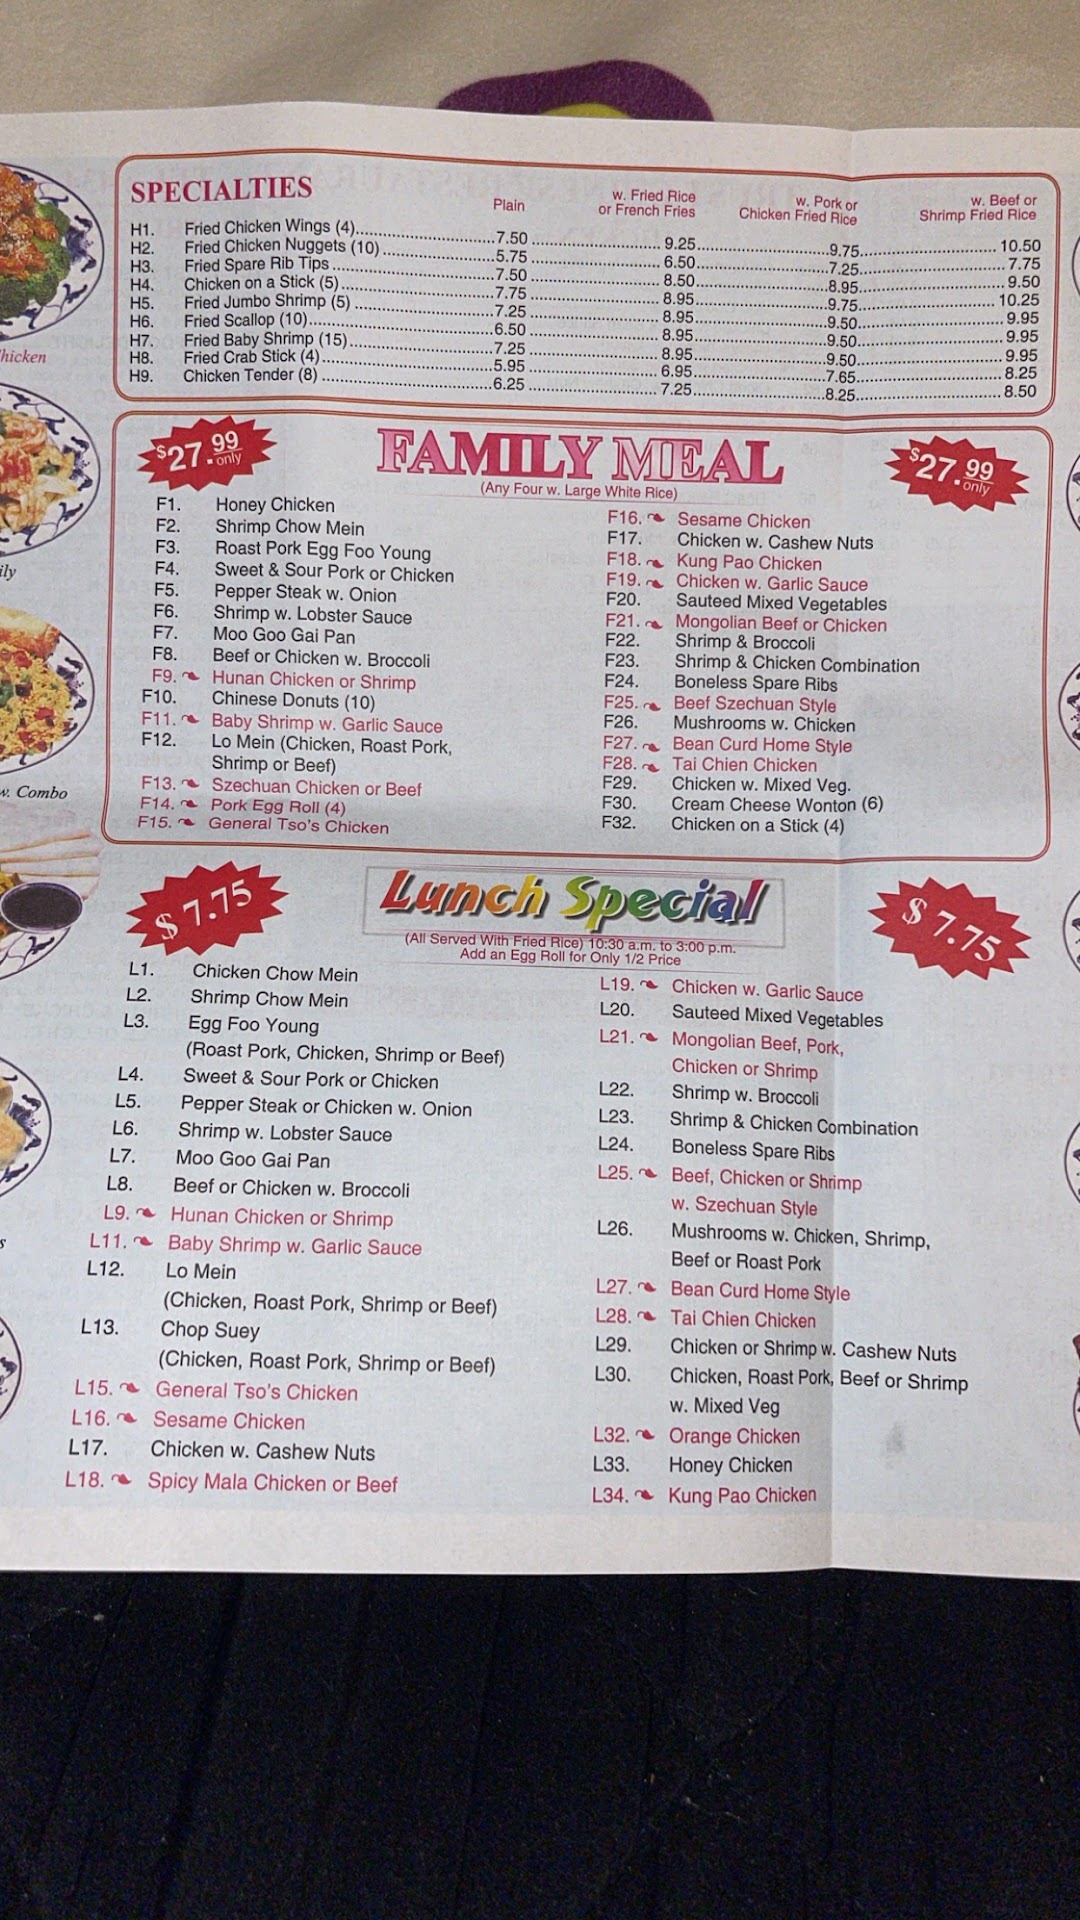 SPECIALTIES
Plain
w. Fried Rice
or French Fries
w. Pork or
Chicken Fried Rice
w. Beef or
Shrimp Fried Rice
H1. Fried Chicken Wings (4) 7.50 9.25 9.75 10.50
H2. Fried Chicken Nuggets (10) 5.75 6.50 7.25 7.75
H3. Fried Spare Rib Tips 7.50 8.50 8.95 9.50
H4. Chicken on a Stick (5) 7.75 8.95 9.75 10.25
H5. Fried Jumbo Shrimp (5) 7.25 8.95 9.50 9.95
H6. Fried Scallop (10) 6.50 8.95 9.50 9.95
H7. Fried Baby Shrimp (15) 7.25 8.95 9.50 9.95
H8. Fried Crab Stick (4) 5.95 6.95 7.65 8.25
H9. Chicken Tender (8) 6.25 7.25 8.25 8.50
hicken
ily
w. Combo
s
$27.99 only
FAMILY MEAL
$27.99 only
(Any Four w. Large White Rice)
F1. Honey Chicken
F2. Shrimp Chow Mein
F3. Roast Pork Egg Foo Young
F4. Sweet & Sour Pork or Chicken
F5. Pepper Steak w. Onion
F6. Shrimp w. Lobster Sauce
F7. Moo Goo Gai Pan
F8. Beef or Chicken w. Broccoli
F9. Hunan Chicken or Shrimp
F10. Chinese Donuts (10)
F11. Baby Shrimp w. Garlic Sauce
F12. Lo Mein (Chicken, Roast Pork,
Shrimp or Beef)
F13. Szechuan Chicken or Beef
F14. Pork Egg Roll (4)
F15. General Tso's Chicken
F16. Sesame Chicken
F17. Chicken w. Cashew Nuts
F18. Kung Pao Chicken
F19. Chicken w. Garlic Sauce
F20. Sauteed Mixed Vegetables
F21. Mongolian Beef or Chicken
F22. Shrimp & Broccoli
F23. Shrimp & Chicken Combination
F24. Boneless Spare Ribs
F25. Beef Szechuan Style
F26. Mushrooms w. Chicken
F27. Bean Curd Home Style
F28. Tai Chien Chicken
F29. Chicken w. Mixed Veg.
F30. Cream Cheese Wonton (6)
F32. Chicken on a Stick (4)
$ 7.75
Lunch Special
$ 7.75
(All Served With Fried Rice) 10:30 a.m. to 3:00 p.m.
Add an Egg Roll for Only 1/2 Price
L1. Chicken Chow Mein
L2. Shrimp Chow Mein
L3. Egg Foo Young
(Roast Pork, Chicken, Shrimp or Beef)
L4. Sweet & Sour Pork or Chicken
L5. Pepper Steak or Chicken w. Onion
L6. Shrimp w. Lobster Sauce
L7. Moo Goo Gai Pan
L8. Beef or Chicken w. Broccoli
L9. Hunan Chicken or Shrimp
L11. Baby Shrimp w. Garlic Sauce
L12. Lo Mein
(Chicken, Roast Pork, Shrimp or Beef)
L13. Chop Suey
(Chicken, Roast Pork, Shrimp or Beef)
L15. General Tso's Chicken
L16. Sesame Chicken
L17. Chicken w. Cashew Nuts
L18. Spicy Mala Chicken or Beef
L19. Chicken w. Garlic Sauce
L20. Sauteed Mixed Vegetables
L21. Mongolian Beef, Pork,
Chicken or Shrimp
L22. Shrimp w. Broccoli
L23. Shrimp & Chicken Combination
L24. Boneless Spare Ribs
L25. Beef, Chicken or Shrimp
w. Szechuan Style
L26. Mushrooms w. Chicken, Shrimp,
Beef or Roast Pork
L27. Bean Curd Home Style
L28. Tai Chien Chicken
L29. Chicken or Shrimp w. Cashew Nuts
L30. Chicken, Roast Pork, Beef or Shrimp
w. Mixed Veg
L32. Orange Chicken
L33. Honey Chicken
L34. Kung Pao Chicken